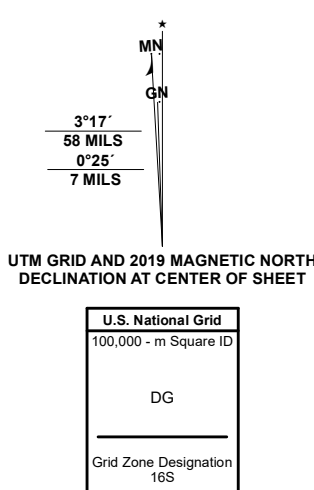 ★
MN
GN
3°17´
58 MILS
0°25´
7 MILS
UTM GRID AND 2019 MAGNETIC NORTH
DECLINATION AT CENTER OF SHEET
U.S. National Grid
100,000 - m Square ID
DG
Grid Zone Designation
16S